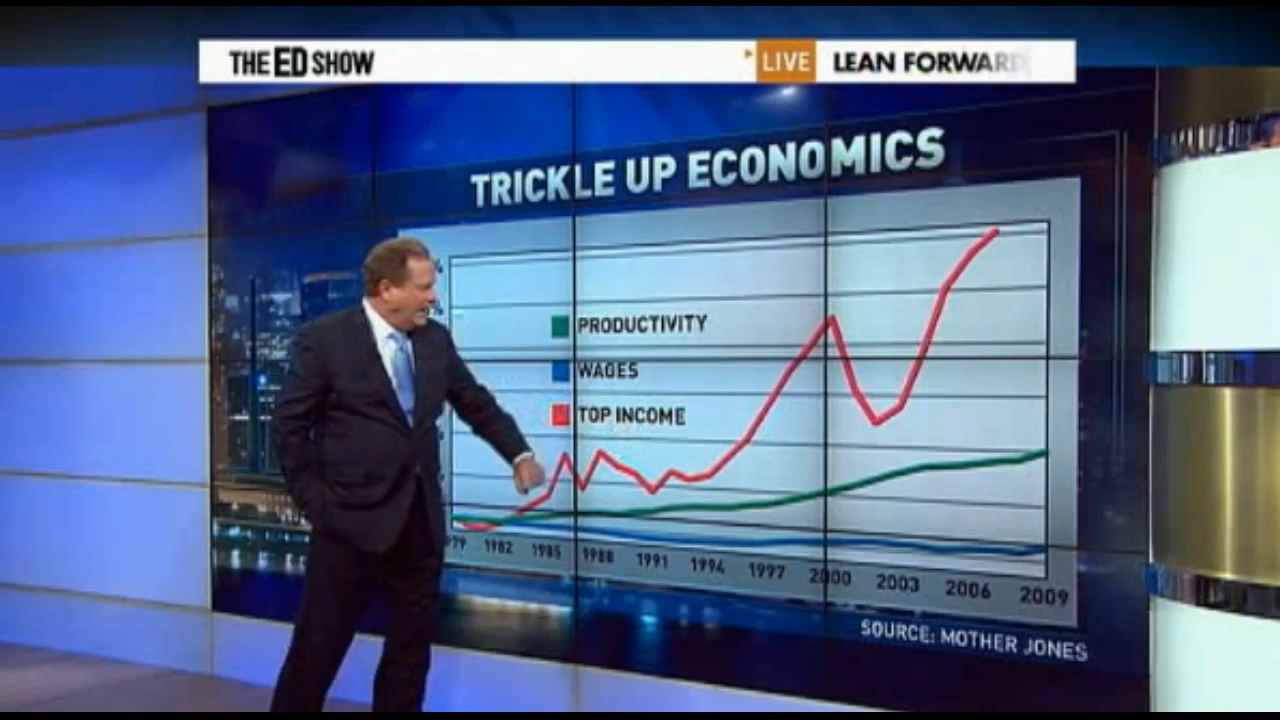 THE ED SHOW
LIVE
LEAN FORWARD
TRICKLE UP ECONOMICS
PRODUCTIVITY
WAGES
TOP INCOME
1982 1985 1988 1991 1994 1997 2000 2003 2006 2009
SOURCE: MOTHER JONES